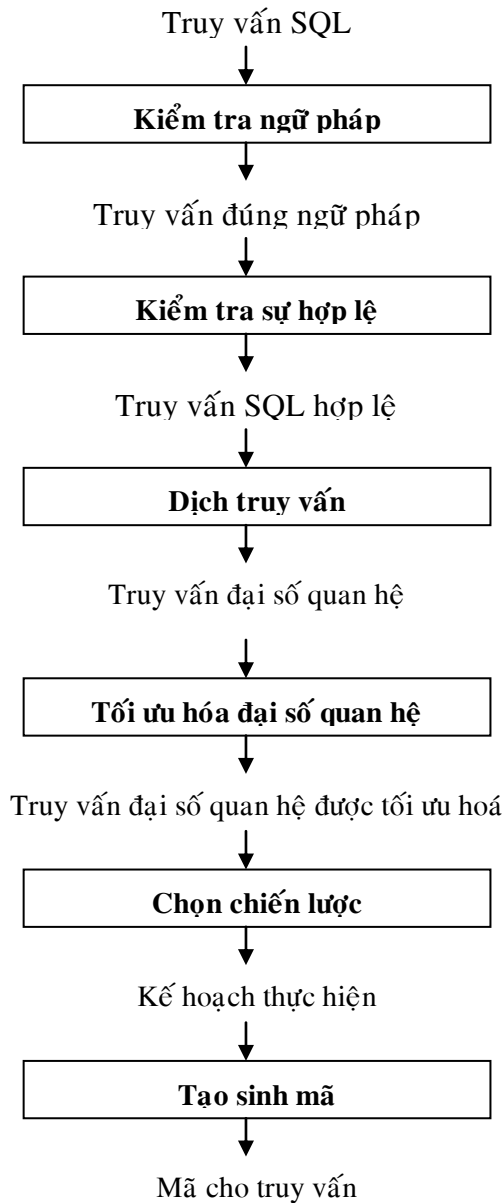 Truy vấn SQL
Kiểm tra ngữ pháp
Truy vấn đúng ngữ pháp
Kiểm tra sự hợp lệ
Truy vấn SQL hợp lệ
Dịch truy vấn
Truy vấn đại số quan hệ
Tối ưu hóa đại số quan hệ
Truy vấn đại số quan hệ được tối ưu hoá
Chọn chiến lược
Kế hoạch thực hiện
Tạo sinh mã
Mã cho truy vấn